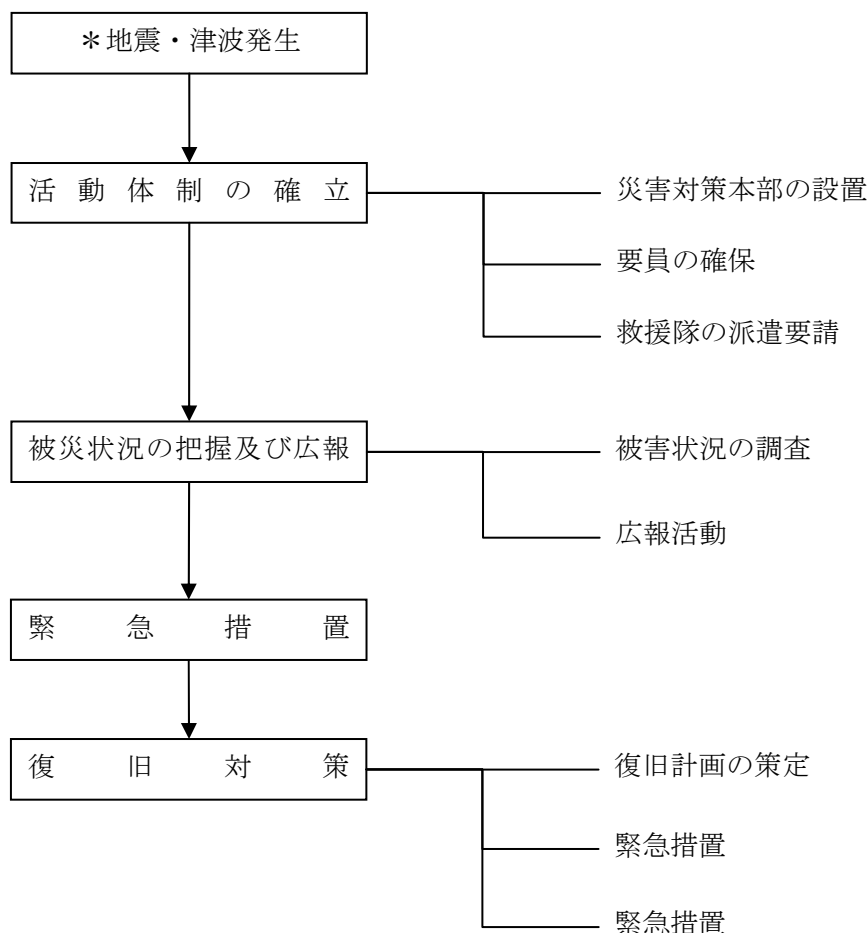 ＊地震・津波発生
活動体制の確立
災害対策本部の設置
要員の確保
救援隊の派遣要請
被災状況の把握及び広報
被害状況の調査
広報活動
緊急措置
復旧対策
復旧計画の策定
緊急措置
緊急措置